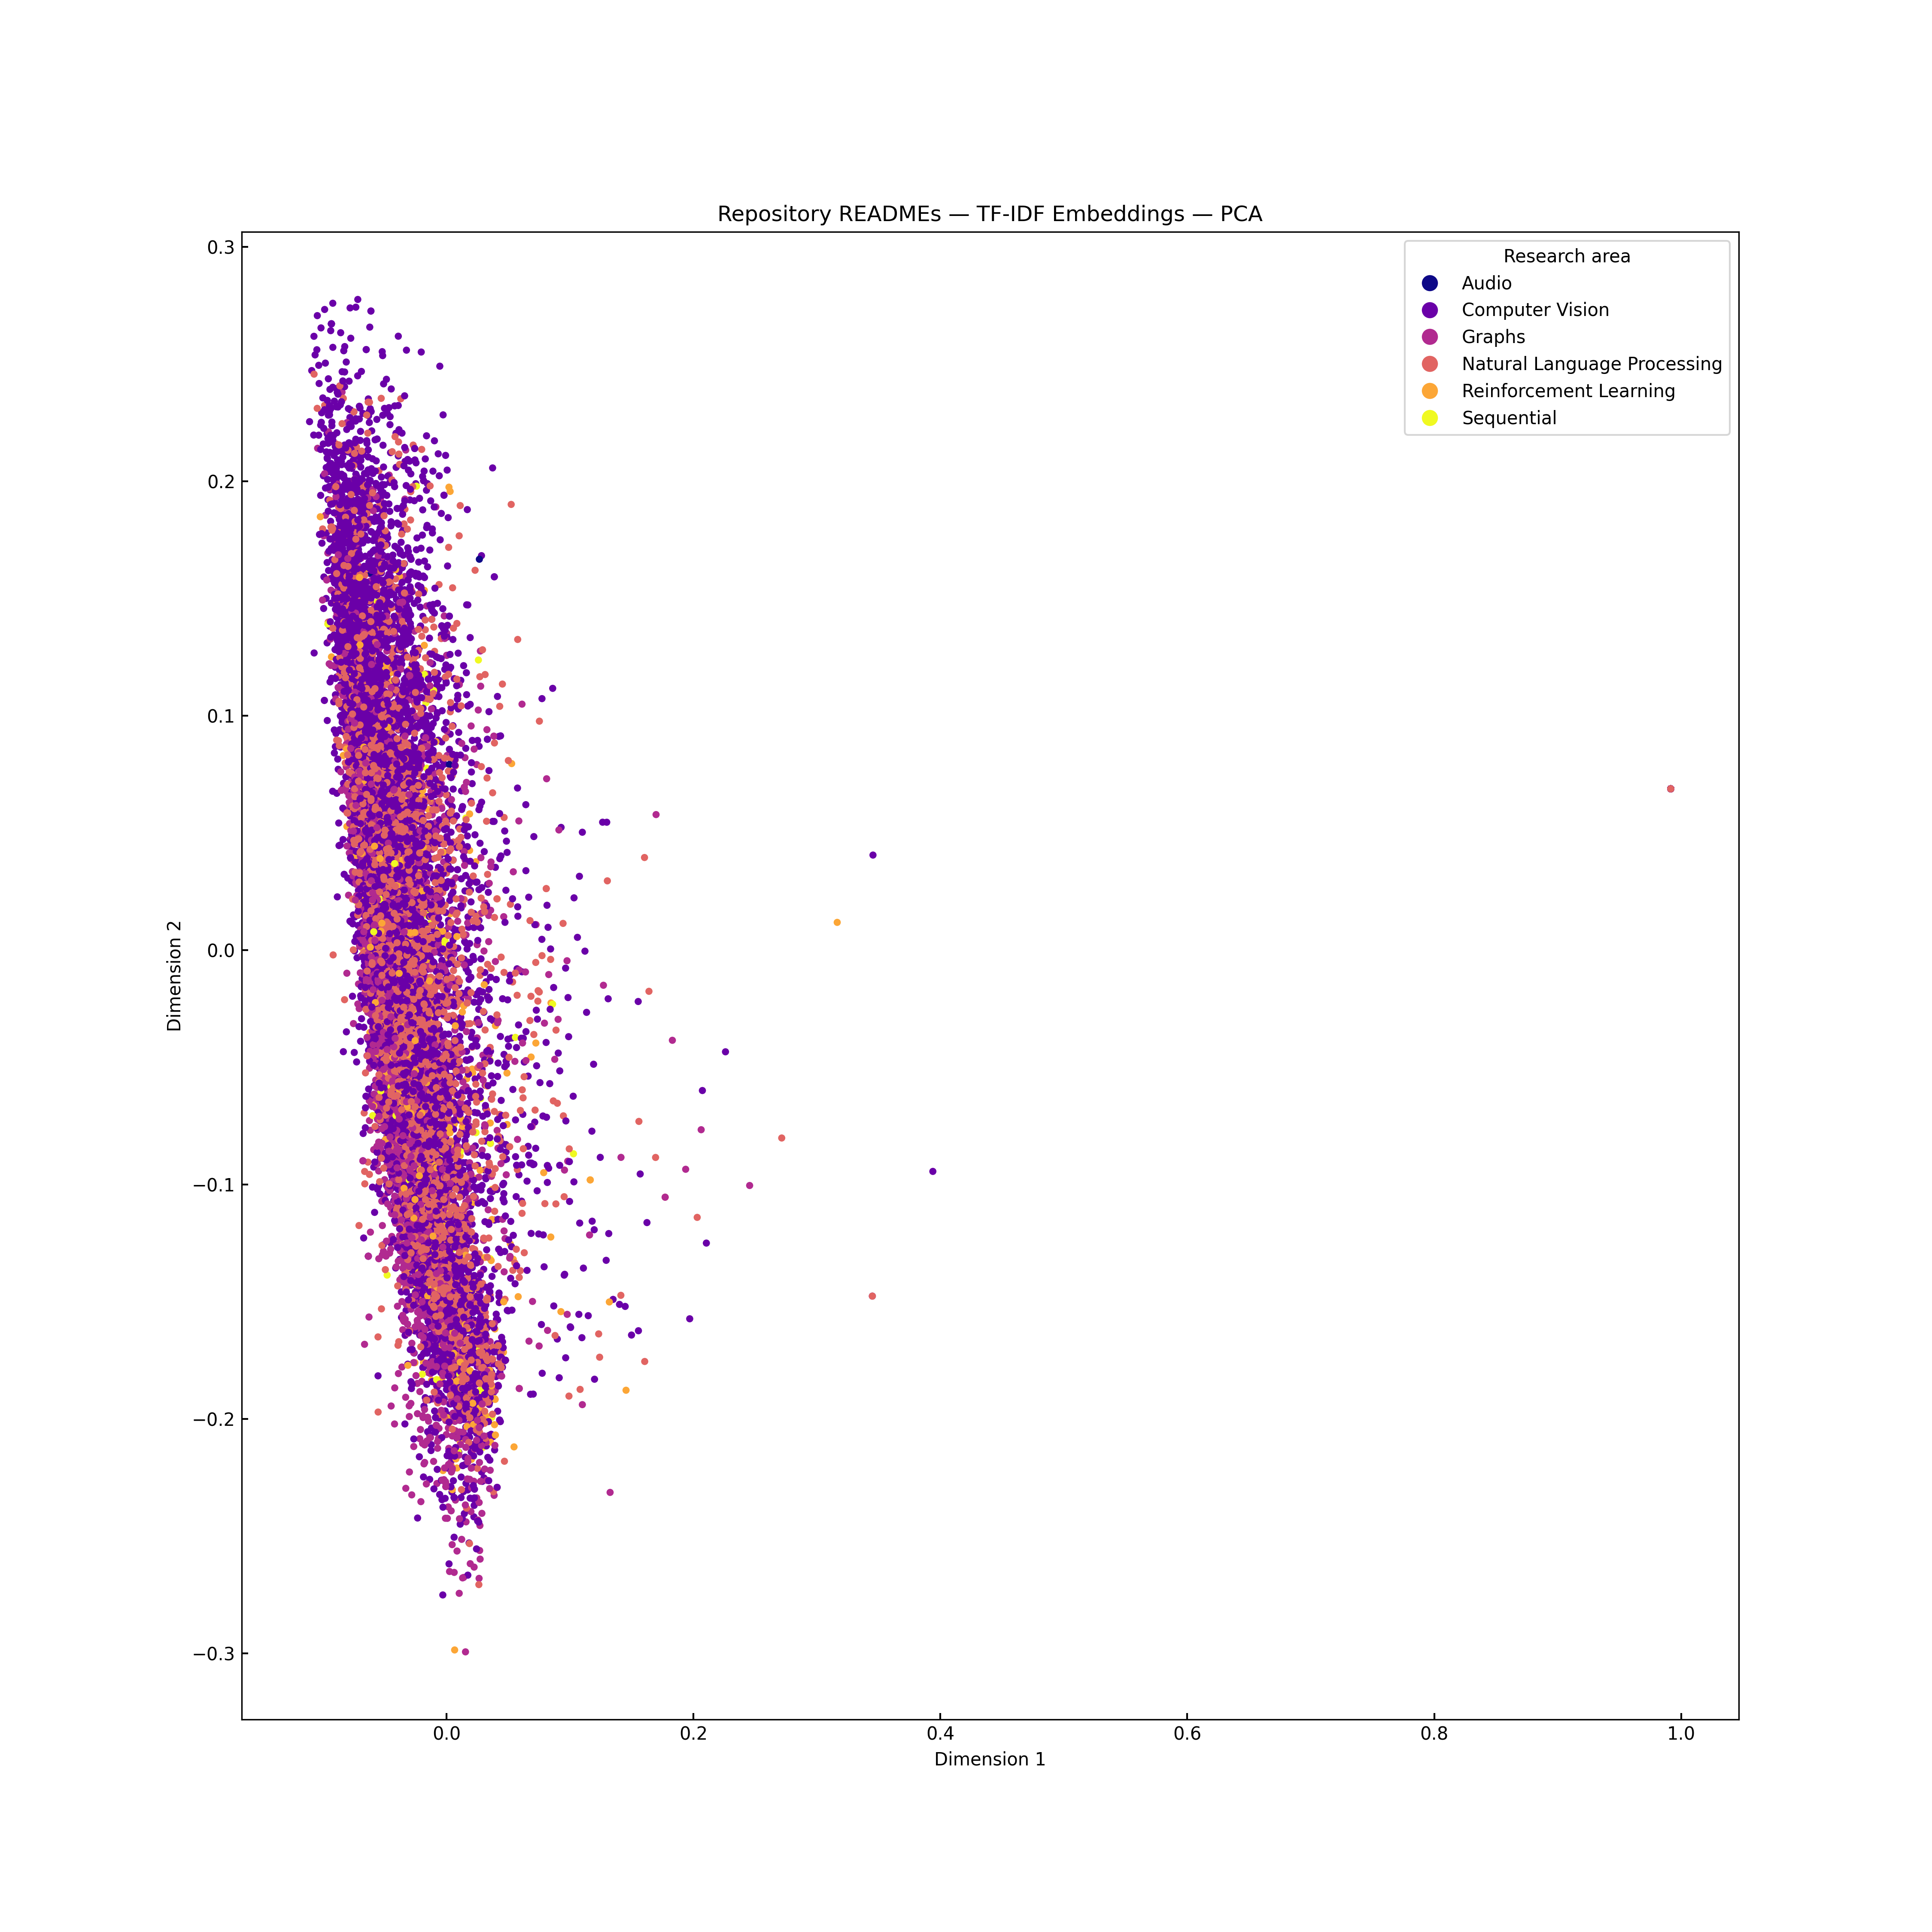 Repository READMEs — TF-IDF Embeddings — PCA
Research area
Audio
Computer Vision
Graphs
Natural Language Processing
Reinforcement Learning
Sequential
0.3
0.2
0.1
0.0
−0.1
−0.2
−0.3
Dimension 2
0.0 0.2 0.4 0.6 0.8 1.0
Dimension 1